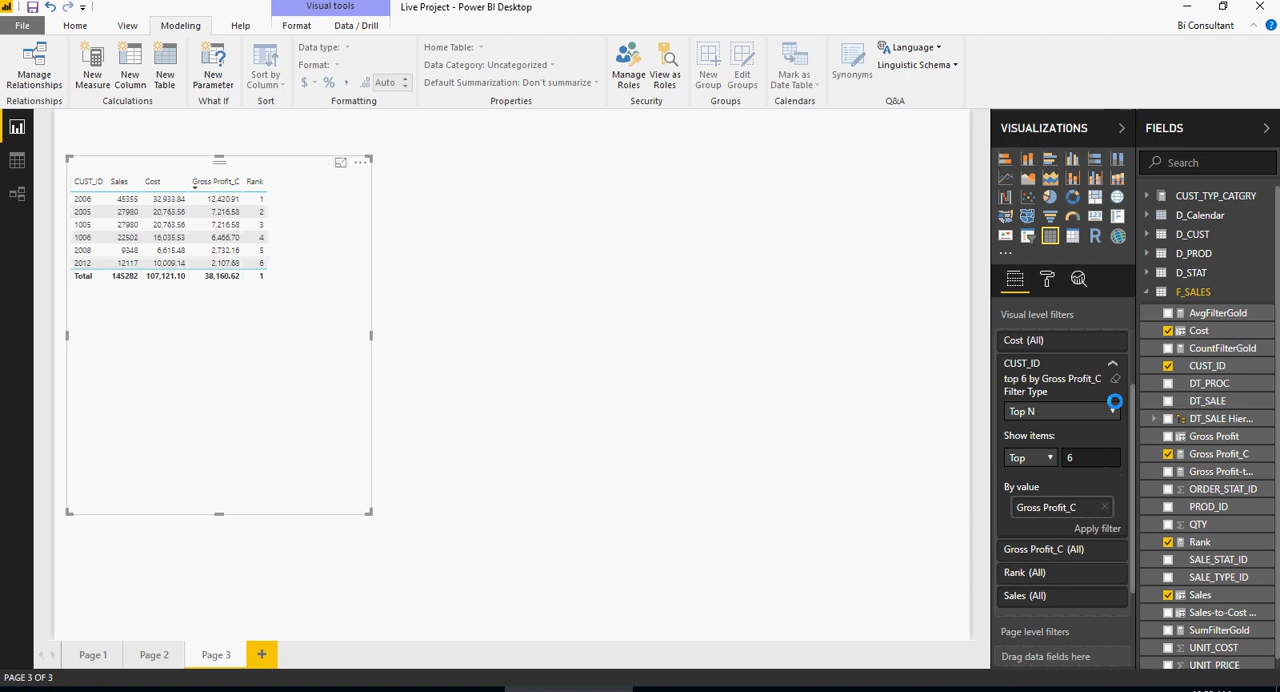 Visual tools
Live Project - Power BI Desktop
File
Home
View
Modeling
Help
Format
Data / Drill
Bi Consultant
Manage Relationships
New Measure
New Column
New Table
New Parameter
Sort by Column
Data type:
Format:
$ % , Auto
Home Table:
Data Category: Uncategorized
Default Summarization: Don't summarize
Manage Roles
View as Roles
New Group
Edit Groups
Mark as Date Table
Synonyms
Language
Linguistic Schema
Relationships
Calculations
What If
Sort
Formatting
Properties
Security
Groups
Calendars
Q&A
CUST_ID Sales Cost Gross Profit_C Rank
2006 45355 32,933.84 12,420.91 1
2005 27980 20,763.56 7,216.58 2
1005 27980 20,763.56 7,216.58 3
1006 22502 16,035.53 6,466.70 4
2008 9348 6,615.48 2,732.16 5
2012 12117 10,009.14 2,107.68 6
Total 145282 107,121.10 38,160.62 1
VISUALIZATIONS
Visual level filters
Cost (All)
CUST_ID
top 6 by Gross Profit_C
Filter Type
Top N
Show items:
Top 6
By value
Gross Profit_C
Apply filter
Gross Profit_C (All)
Rank (All)
Sales (All)
Page level filters
Drag data fields here
FIELDS
Search
CUST_TYP_CATGRY
D_Calendar
D_CUST
D_PROD
D_STAT
F_SALES
AvgFilterGold
Cost
CountFilterGold
CUST_ID
DT_PROC
DT_SALE
DT_SALE Hier...
Gross Profit
Gross Profit_C
Gross Profit-t...
ORDER_STAT_ID
PROD_ID
QTY
Rank
SALE_STAT_ID
SALE_TYPE_ID
Sales
Sales-to-Cost ...
SumFilterGold
UNIT_COST
UNIT_PRICE
Page 1
Page 2
Page 3
PAGE 3 OF 3